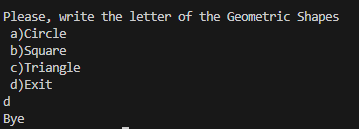 Please, write the letter of the Geometric Shapes
a)Circle
b)Square
c)Triangle
d)Exit
d
Bye